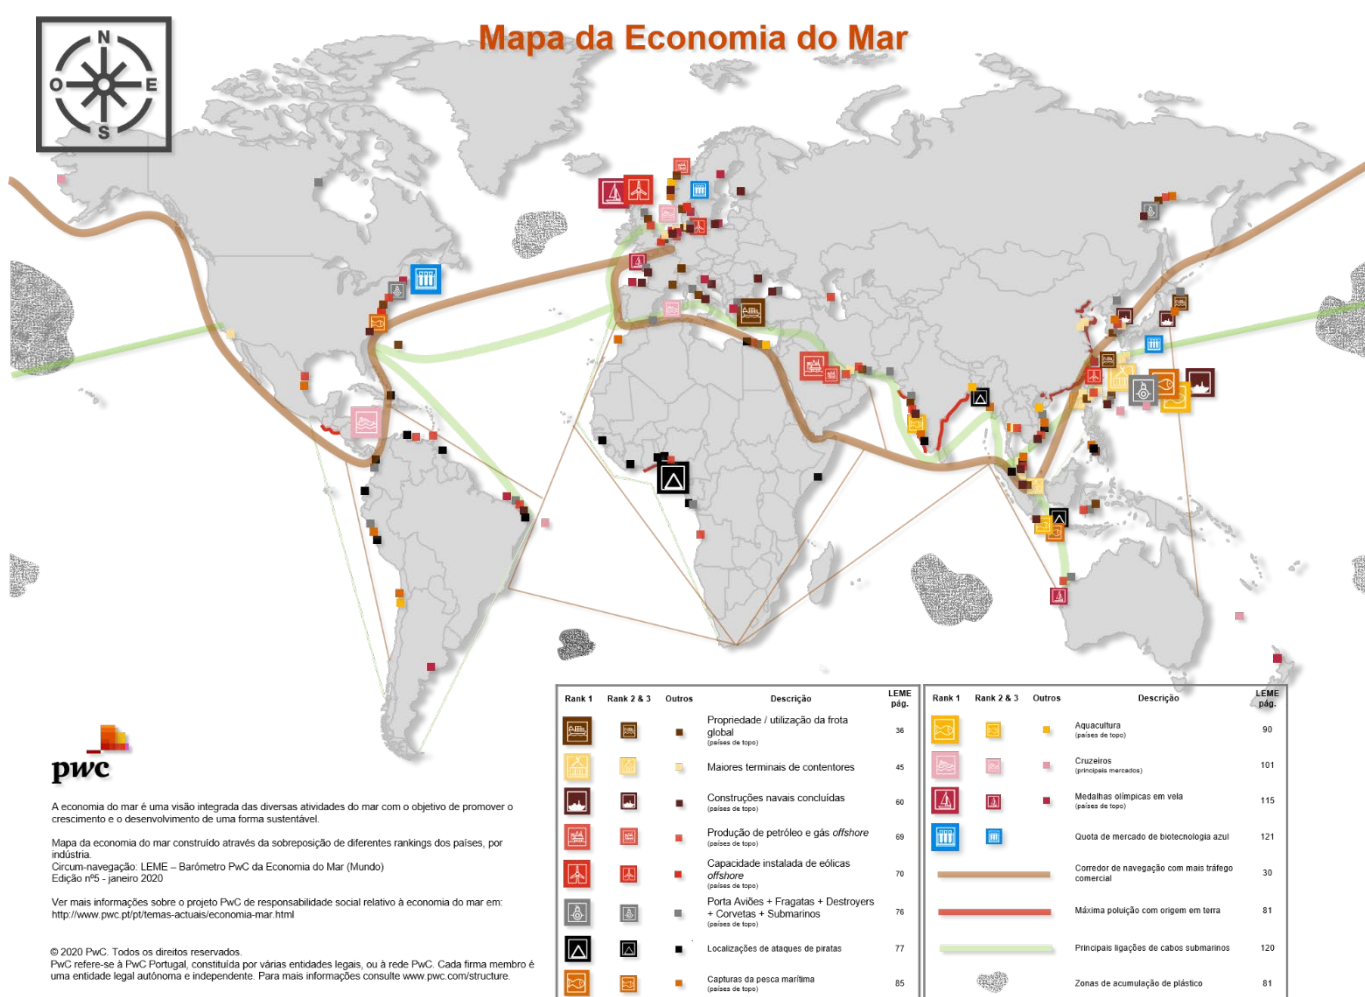 Mapa da Economia do Mar
N
O
E
S
pwc
A economia do mar é uma visão integrada das diversas atividades do mar com o objetivo de promover o
crescimento e o desenvolvimento de uma forma sustentável.
Mapa da economia do mar construído através da sobreposição de diferentes rankings dos países, por
indústria.
Circum-navegação: LEME – Barómetro PwC da Economia do Mar (Mundo)
Edição nº5 - janeiro 2020
Ver mais informações sobre o projeto PwC de responsabilidade social relativo à economia do mar em:
http://www.pwc.pt/pt/temas-actuais/economia-mar.html
© 2020 PwC. Todos os direitos reservados.
PwC refere-se à PwC Portugal, constituída por várias entidades legais, ou à rede PwC. Cada firma membro é
uma entidade legal autónoma e independente. Para mais informações consulte www.pwc.com/structure.
Rank 1 Rank 2 & 3 Outros Descrição LEME
pág.
Propriedade / utilização da frota
global
(países de topo)
36
Maiores terminais de contentores 45
Construções navais concluídas
(países de topo)
60
Produção de petróleo e gás offshore
(países de topo)
69
Capacidade instalada de eólicas
offshore
(países de topo)
70
Porta Aviões + Fragatas + Destroyers
+ Corvetas + Submarinos
(países de topo)
76
Localizações de ataques de piratas 77
Capturas da pesca marítima
(países de topo)
85
Rank 1 Rank 2 & 3 Outros Descrição LEME
pág.
Aquacultura
(países de topo)
90
Cruzeiros
(principais mercados)
101
Medalhas olímpicas em vela
(países de topo)
115
Quota de mercado de biotecnologia azul 121
Corredor de navegação com mais tráfego
comercial
30
Máxima poluição com origem em terra 81
Principais ligações de cabos submarinos 120
Zonas de acumulação de plástico 81